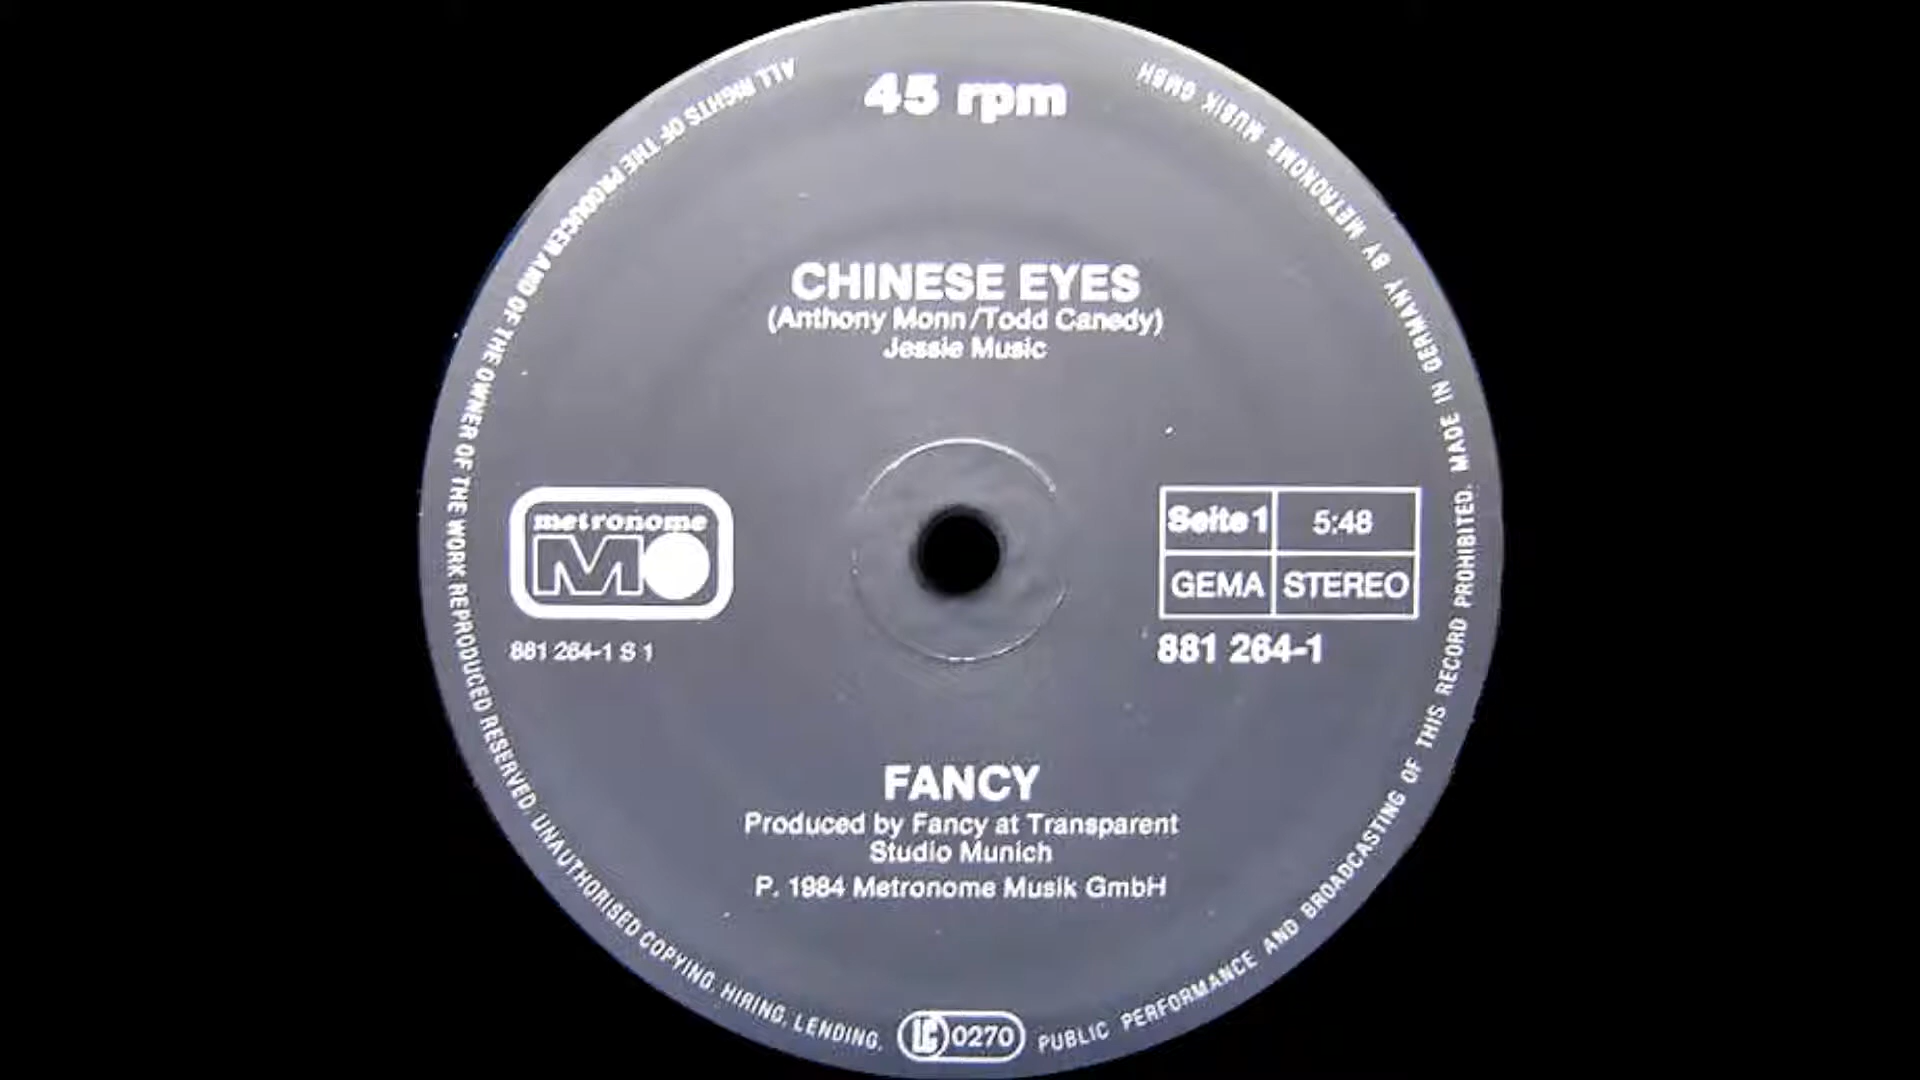 45 rpm
CHINESE EYES
(Anthony Monn/Todd Canedy)
Jessie Music
metronome
MO
881 264-1 S 1
Seite 1
5:48
GEMA
STEREO
881 264-1
FANCY
Produced by Fancy at Transparent
Studio Munich
P. 1984 Metronome Musik GmbH
ALL RIGHTS OF THE PRODUCER AND OF THE OWNER OF THE WORK REPRODUCED RESERVED. UNAUTHORISED COPYING, HIRING, LENDING,
LC 0270
PUBLIC PERFORMANCE AND BROADCASTING OF THIS RECORD PROHIBITED. MADE IN GERMANY BY METRONOME MUSIK GMBH